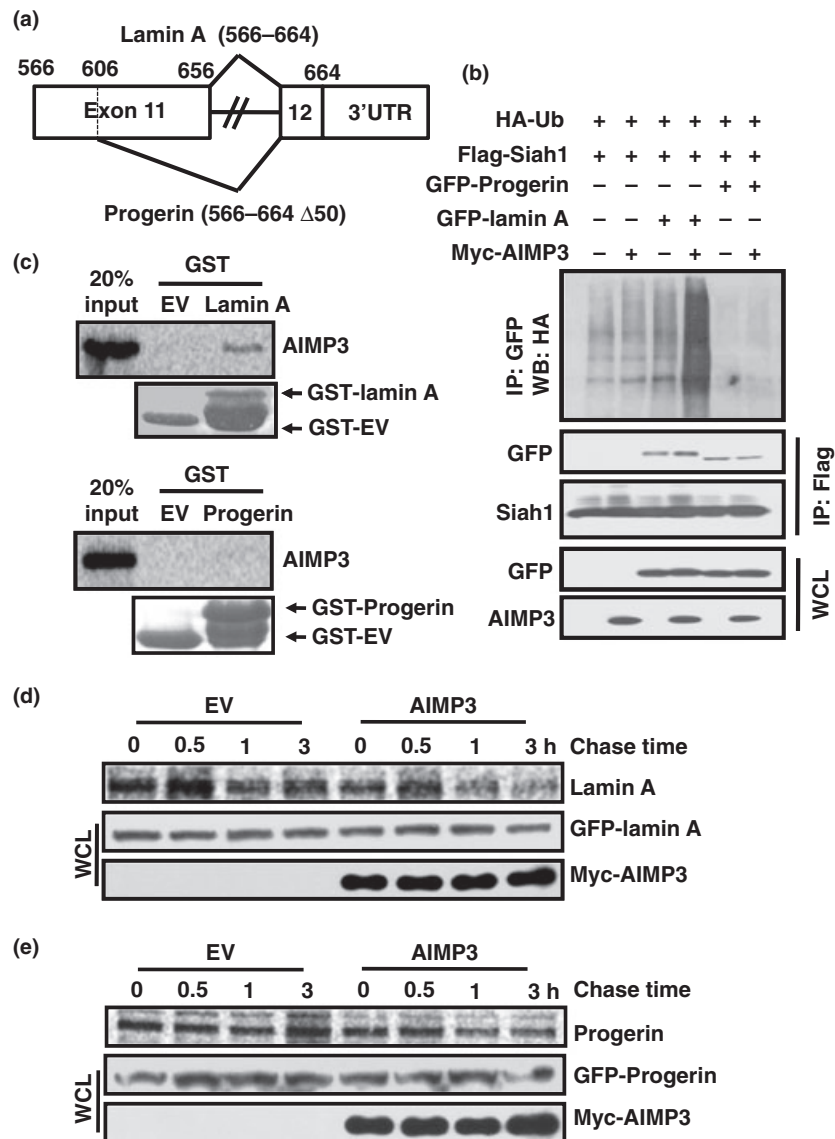 (a)
Lamin A (566–664)
566 606 656 664
Exon 11 12 3'UTR
Progerin (566–664 Δ50)
(b)
HA-Ub + + + + + +
Flag-Siah1 + + + + + +
GFP-Progerin – – – – + +
GFP-lamin A – – + + – –
Myc-AIMP3 – + – + – +
IP: GFP
WB: HA
GFP
Siah1
IP: Flag
GFP
AIMP3
WCL
(c)
20% GST
input EV Lamin A
AIMP3
GST-lamin A
GST-EV
20% GST
input EV Progerin
AIMP3
GST-Progerin
GST-EV
(d)
EV AIMP3
0 0.5 1 3 0 0.5 1 3 h Chase time
Lamin A
GFP-lamin A
Myc-AIMP3
WCL
(e)
EV AIMP3
0 0.5 1 3 0 0.5 1 3 h Chase time
Progerin
GFP-Progerin
Myc-AIMP3
WCL